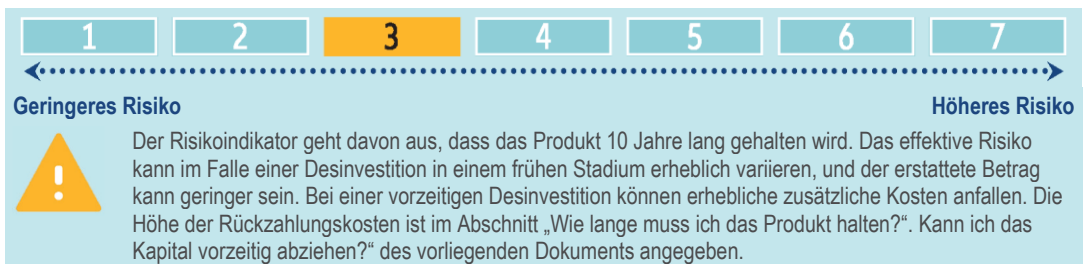 1 2 3 4 5 6 7
Geringeres Risiko Höheres Risiko
Der Risikoindikator geht davon aus, dass das Produkt 10 Jahre lang gehalten wird. Das effektive Risiko
kann im Falle einer Desinvestition in einem frühen Stadium erheblich variieren, und der erstattete Betrag
kann geringer sein. Bei einer vorzeitigen Desinvestition können erhebliche zusätzliche Kosten anfallen. Die
Höhe der Rückzahlungskosten ist im Abschnitt „Wie lange muss ich das Produkt halten?“. Kann ich das
Kapital vorzeitig abziehen?“ des vorliegenden Dokuments angegeben.